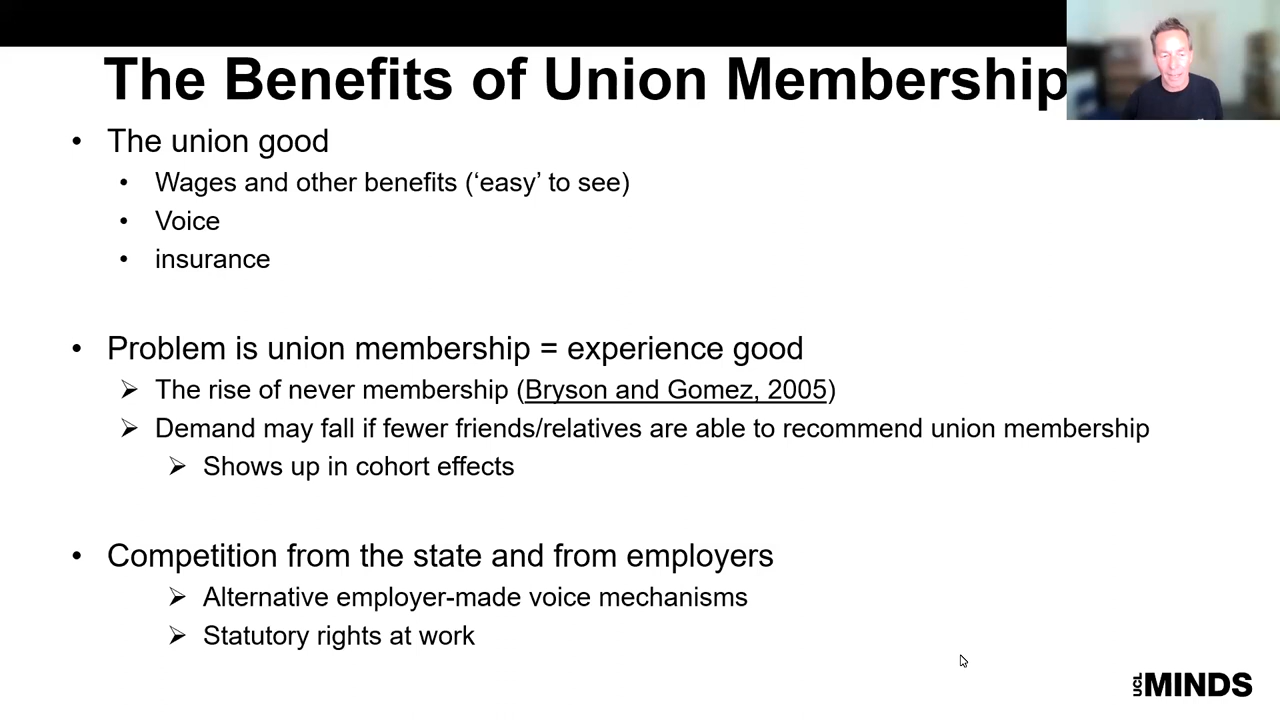 The Benefits of Union Membership
• The union good
• Wages and other benefits (‘easy’ to see)
• Voice
• insurance
• Problem is union membership = experience good
➢ The rise of never membership (Bryson and Gomez, 2005)
➢ Demand may fall if fewer friends/relatives are able to recommend union membership
➢ Shows up in cohort effects
• Competition from the state and from employers
➢ Alternative employer-made voice mechanisms
➢ Statutory rights at work
UCL MINDS